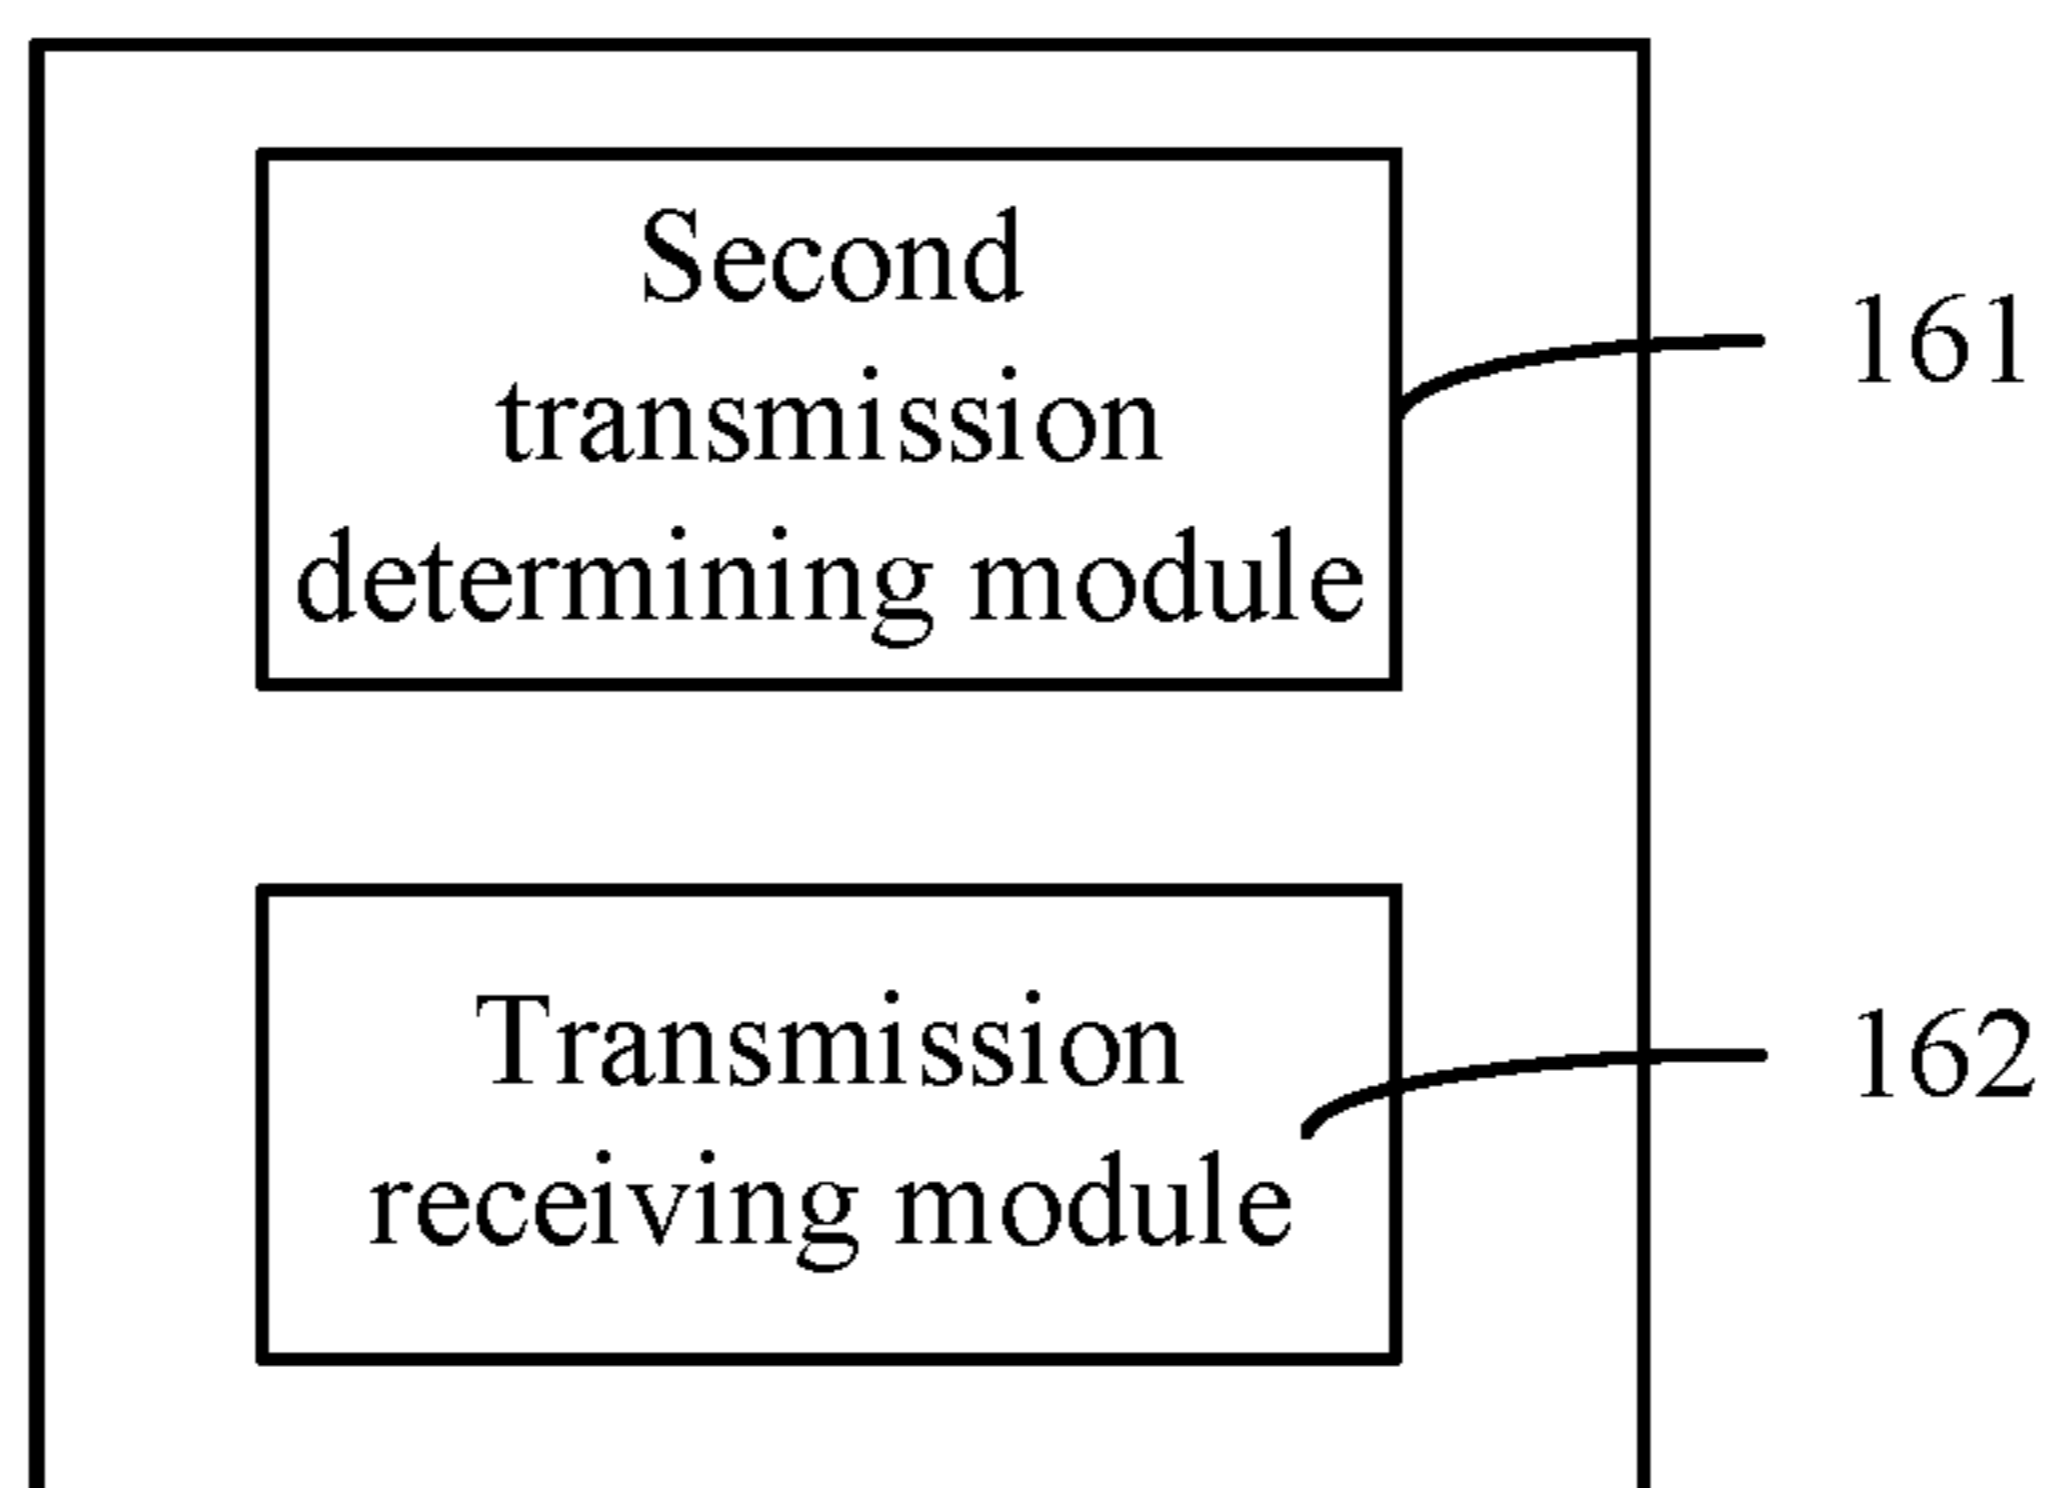 Second
transmission
determining module
161
Transmission
receiving module
162